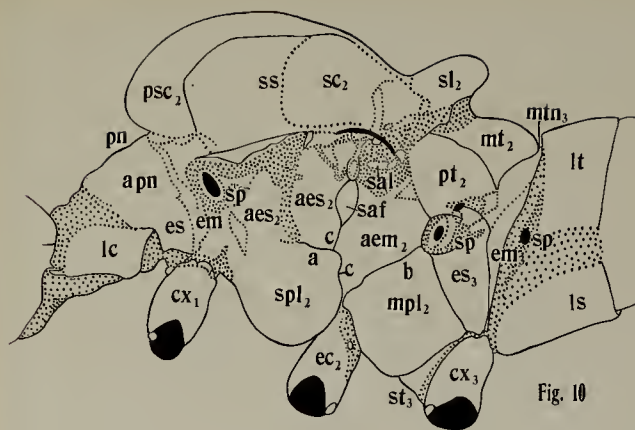 psc₂
ss
sc₂
sl₂
mtn₃
pn
mt₂
lt
apn
sal
pt₂
sp
es
em
aes₂
aes₂
saf
sp
em
sp
lc
c
aem₂
es₃
a
c
b
cx₁
spl₂
mpl₂
ls
ec₂
cx₃
st₃
Fig. 10